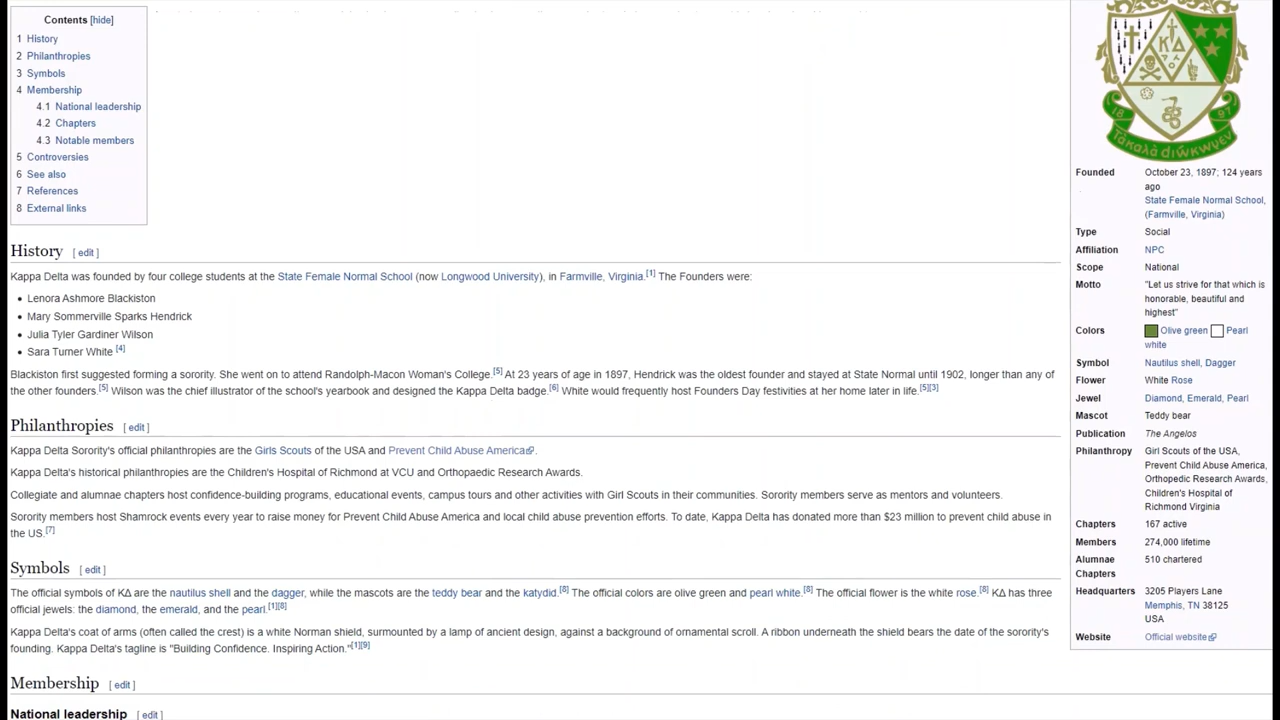 Contents [hide]
1 History
2 Philanthropies
3 Symbols
4 Membership
4.1 National leadership
4.2 Chapters
4.3 Notable members
5 Controversies
6 See also
7 References
8 External links
History [ edit ]
Kappa Delta was founded by four college students at the State Female Normal School (now Longwood University), in Farmville, Virginia.[1] The Founders were:
• Lenora Ashmore Blackiston
• Mary Sommerville Sparks Hendrick
• Julia Tyler Gardiner Wilson
• Sara Turner White [4]
Blackiston first suggested forming a sorority. She went on to attend Randolph-Macon Woman's College.[5] At 23 years of age in 1897, Hendrick was the oldest founder and stayed at State Normal until 1902, longer than any of
the other founders.[5] Wilson was the chief illustrator of the school's yearbook and designed the Kappa Delta badge.[6] White would frequently host Founders Day festivities at her home later in life.[5][3]
Philanthropies [ edit ]
Kappa Delta Sorority's official philanthropies are the Girls Scouts of the USA and Prevent Child Abuse America.
Kappa Delta's historical philanthropies are the Children's Hospital of Richmond at VCU and Orthopaedic Research Awards.
Collegiate and alumnae chapters host confidence-building programs, educational events, campus tours and other activities with Girl Scouts in their communities. Sorority members serve as mentors and volunteers.
Sorority members host Shamrock events every year to raise money for Prevent Child Abuse America and local child abuse prevention efforts. To date, Kappa Delta has donated more than $23 million to prevent child abuse in
the US.[7]
Symbols [ edit ]
The official symbols of ΚΔ are the nautilus shell and the dagger, while the mascots are the teddy bear and the katydid.[8] The official colors are olive green and pearl white.[8] The official flower is the white rose.[8] ΚΔ has three
official jewels: the diamond, the emerald, and the pearl.[1][8]
Kappa Delta's coat of arms (often called the crest) is a white Norman shield, surmounted by a lamp of ancient design, against a background of ornamental scroll. A ribbon underneath the shield bears the date of the sorority's
founding. Kappa Delta's tagline is "Building Confidence. Inspiring Action."[1][9]
Membership [ edit ]
National leadership [ edit ]
ΚΔ
18 97
Founded October 23, 1897; 124 years
ago
State Female Normal School,
(Farmville, Virginia)
Type Social
Affiliation NPC
Scope National
Motto "Let us strive for that which is
honorable, beautiful and
highest"
Colors Olive green Pearl
white
Symbol Nautilus shell, Dagger
Flower White Rose
Jewel Diamond, Emerald, Pearl
Mascot Teddy bear
Publication The Angelos
Philanthropy Girl Scouts of the USA,
Prevent Child Abuse America,
Orthopedic Research Awards,
Children's Hospital of
Richmond Virginia
Chapters 167 active
Members 274,000 lifetime
Alumnae 510 chartered
Chapters
Headquarters 3205 Players Lane
Memphis, TN 38125
USA
Website Official website